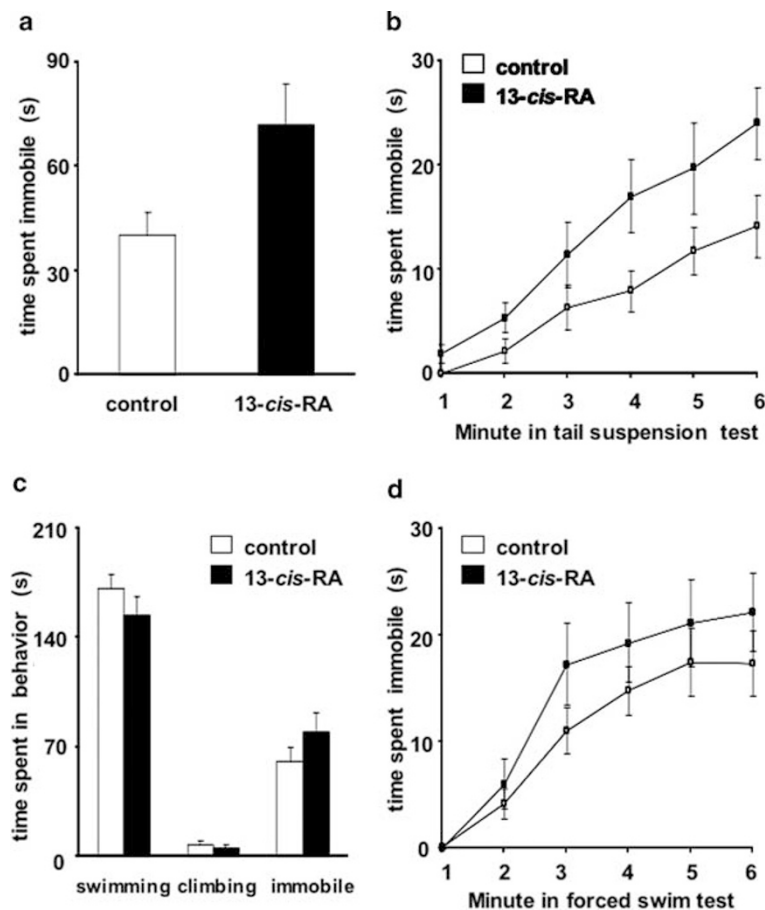 a
time spent immobile (s)
90
60
30
0
control 13-cis-RA
b
time spent immobile (s)
30
20
10
0
control
13-cis-RA
1 2 3 4 5 6
Minute in tail suspension test
c
time spent in behavior (s)
210
140
70
0
control
13-cis-RA
swimming climbing immobile
d
time spent immobile (s)
30
20
10
0
control
13-cis-RA
1 2 3 4 5 6
Minute in forced swim test